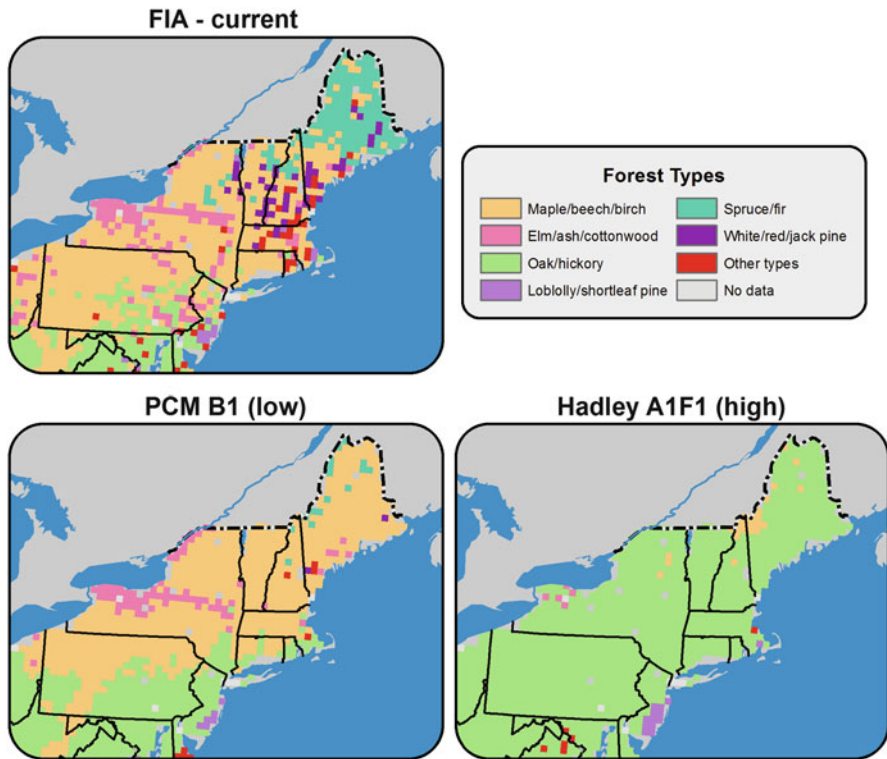 FIA - current
Forest Types
Maple/beech/birch
Spruce/fir
Elm/ash/cottonwood
White/red/jack pine
Oak/hickory
Other types
Loblolly/shortleaf pine
No data
PCM B1 (low)
Hadley A1F1 (high)